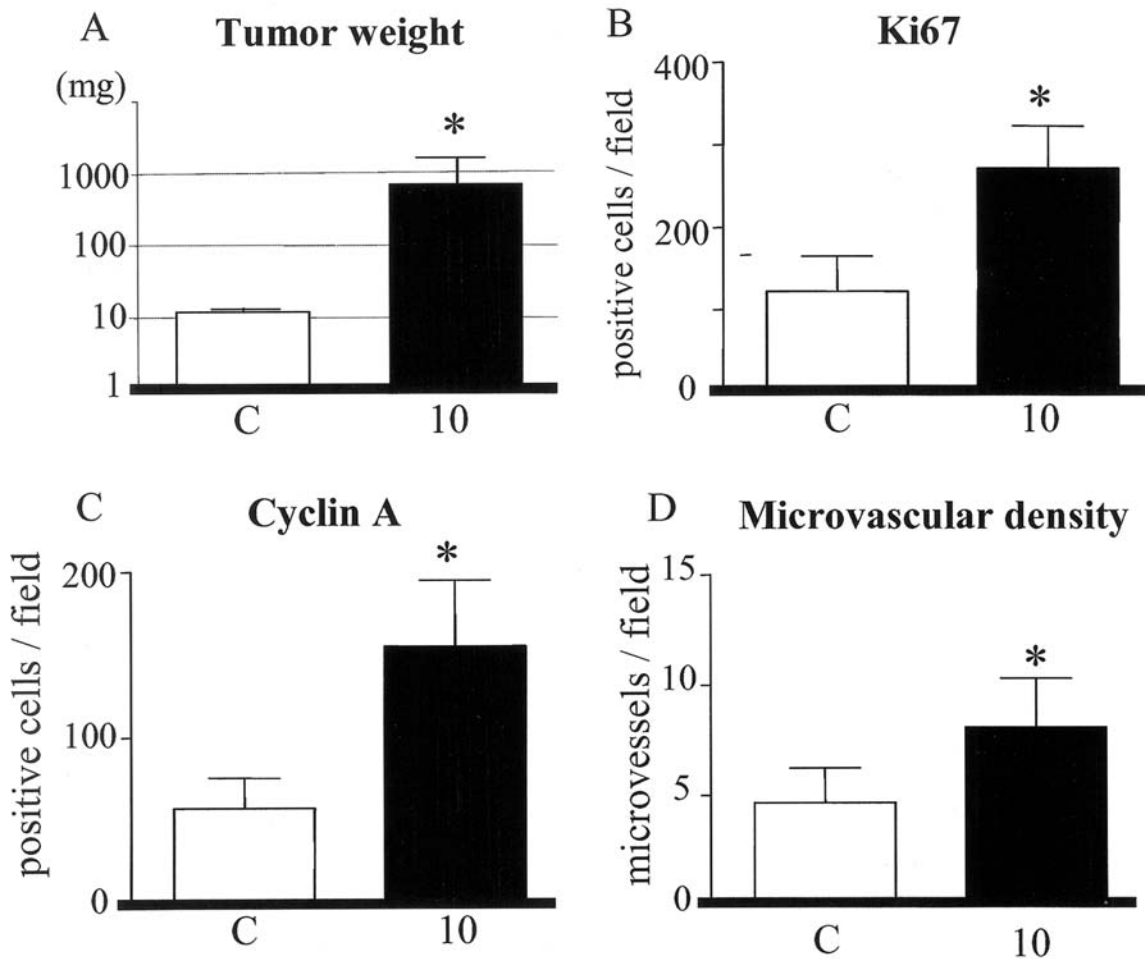 A
Tumor weight
(mg)
1000
100
10
1
*
C
10
B
Ki67
positive cells / field
400
200
0
*
C
10
C
Cyclin A
positive cells / field
200
100
0
*
C
10
D
Microvascular density
microvessels / field
15
10
5
0
*
C
10